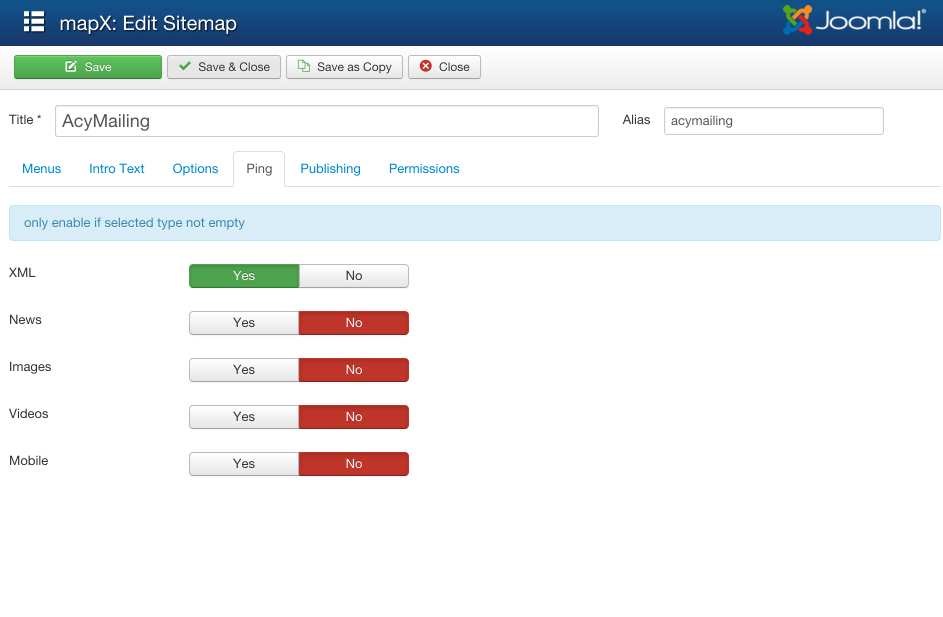 mapX: Edit Sitemap
Joomla!®
Save
Save & Close
Save as Copy
Close
Title *
AcyMailing
Alias
acymailing
Menus
Intro Text
Options
Ping
Publishing
Permissions
only enable if selected type not empty
XML
Yes
No
News
Yes
No
Images
Yes
No
Videos
Yes
No
Mobile
Yes
No